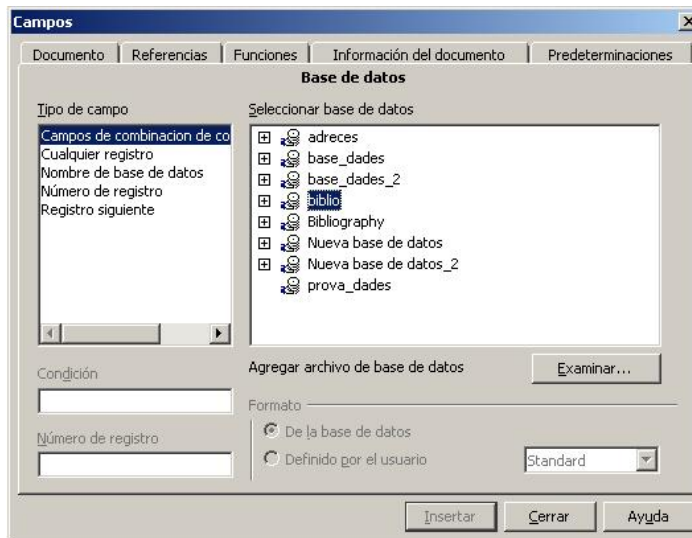 Campos
Documento Referencias Funciones Información del documento Predeterminaciones
Base de datos
Tipo de campo
Campos de combinacion de co
Cualquier registro
Nombre de base de datos
Número de registro
Registro siguiente
Seleccionar base de datos
adreces
base_dades
base_dades_2
biblio
Bibliography
Nueva base de datos
Nueva base de datos_2
prova_dades
Condición
Número de registro
Agregar archivo de base de datos Examinar...
Formato
De la base de datos
Definido por el usuario Standard
Insertar Cerrar Ayuda